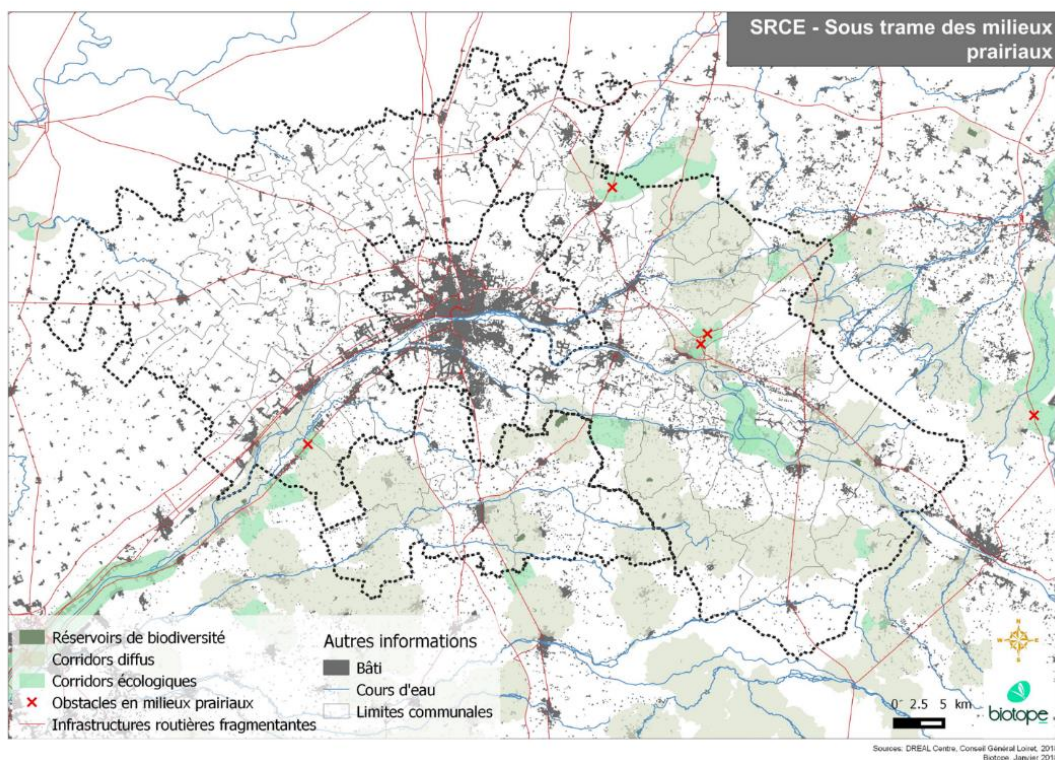 SRCE - Sous trame des milieux
prairiaux
Réservoirs de biodiversité
Corridors diffus
Corridors écologiques
Obstacles en milieux prairiaux
Infrastructures routières fragmentantes
Autres informations
Bâti
Cours d'eau
Limites communales
N
W
E
S
0 2.5 5 km
biotope
Sources: DREAL Centre, Conseil Général Loiret, 201
Biotope, Janvier 201